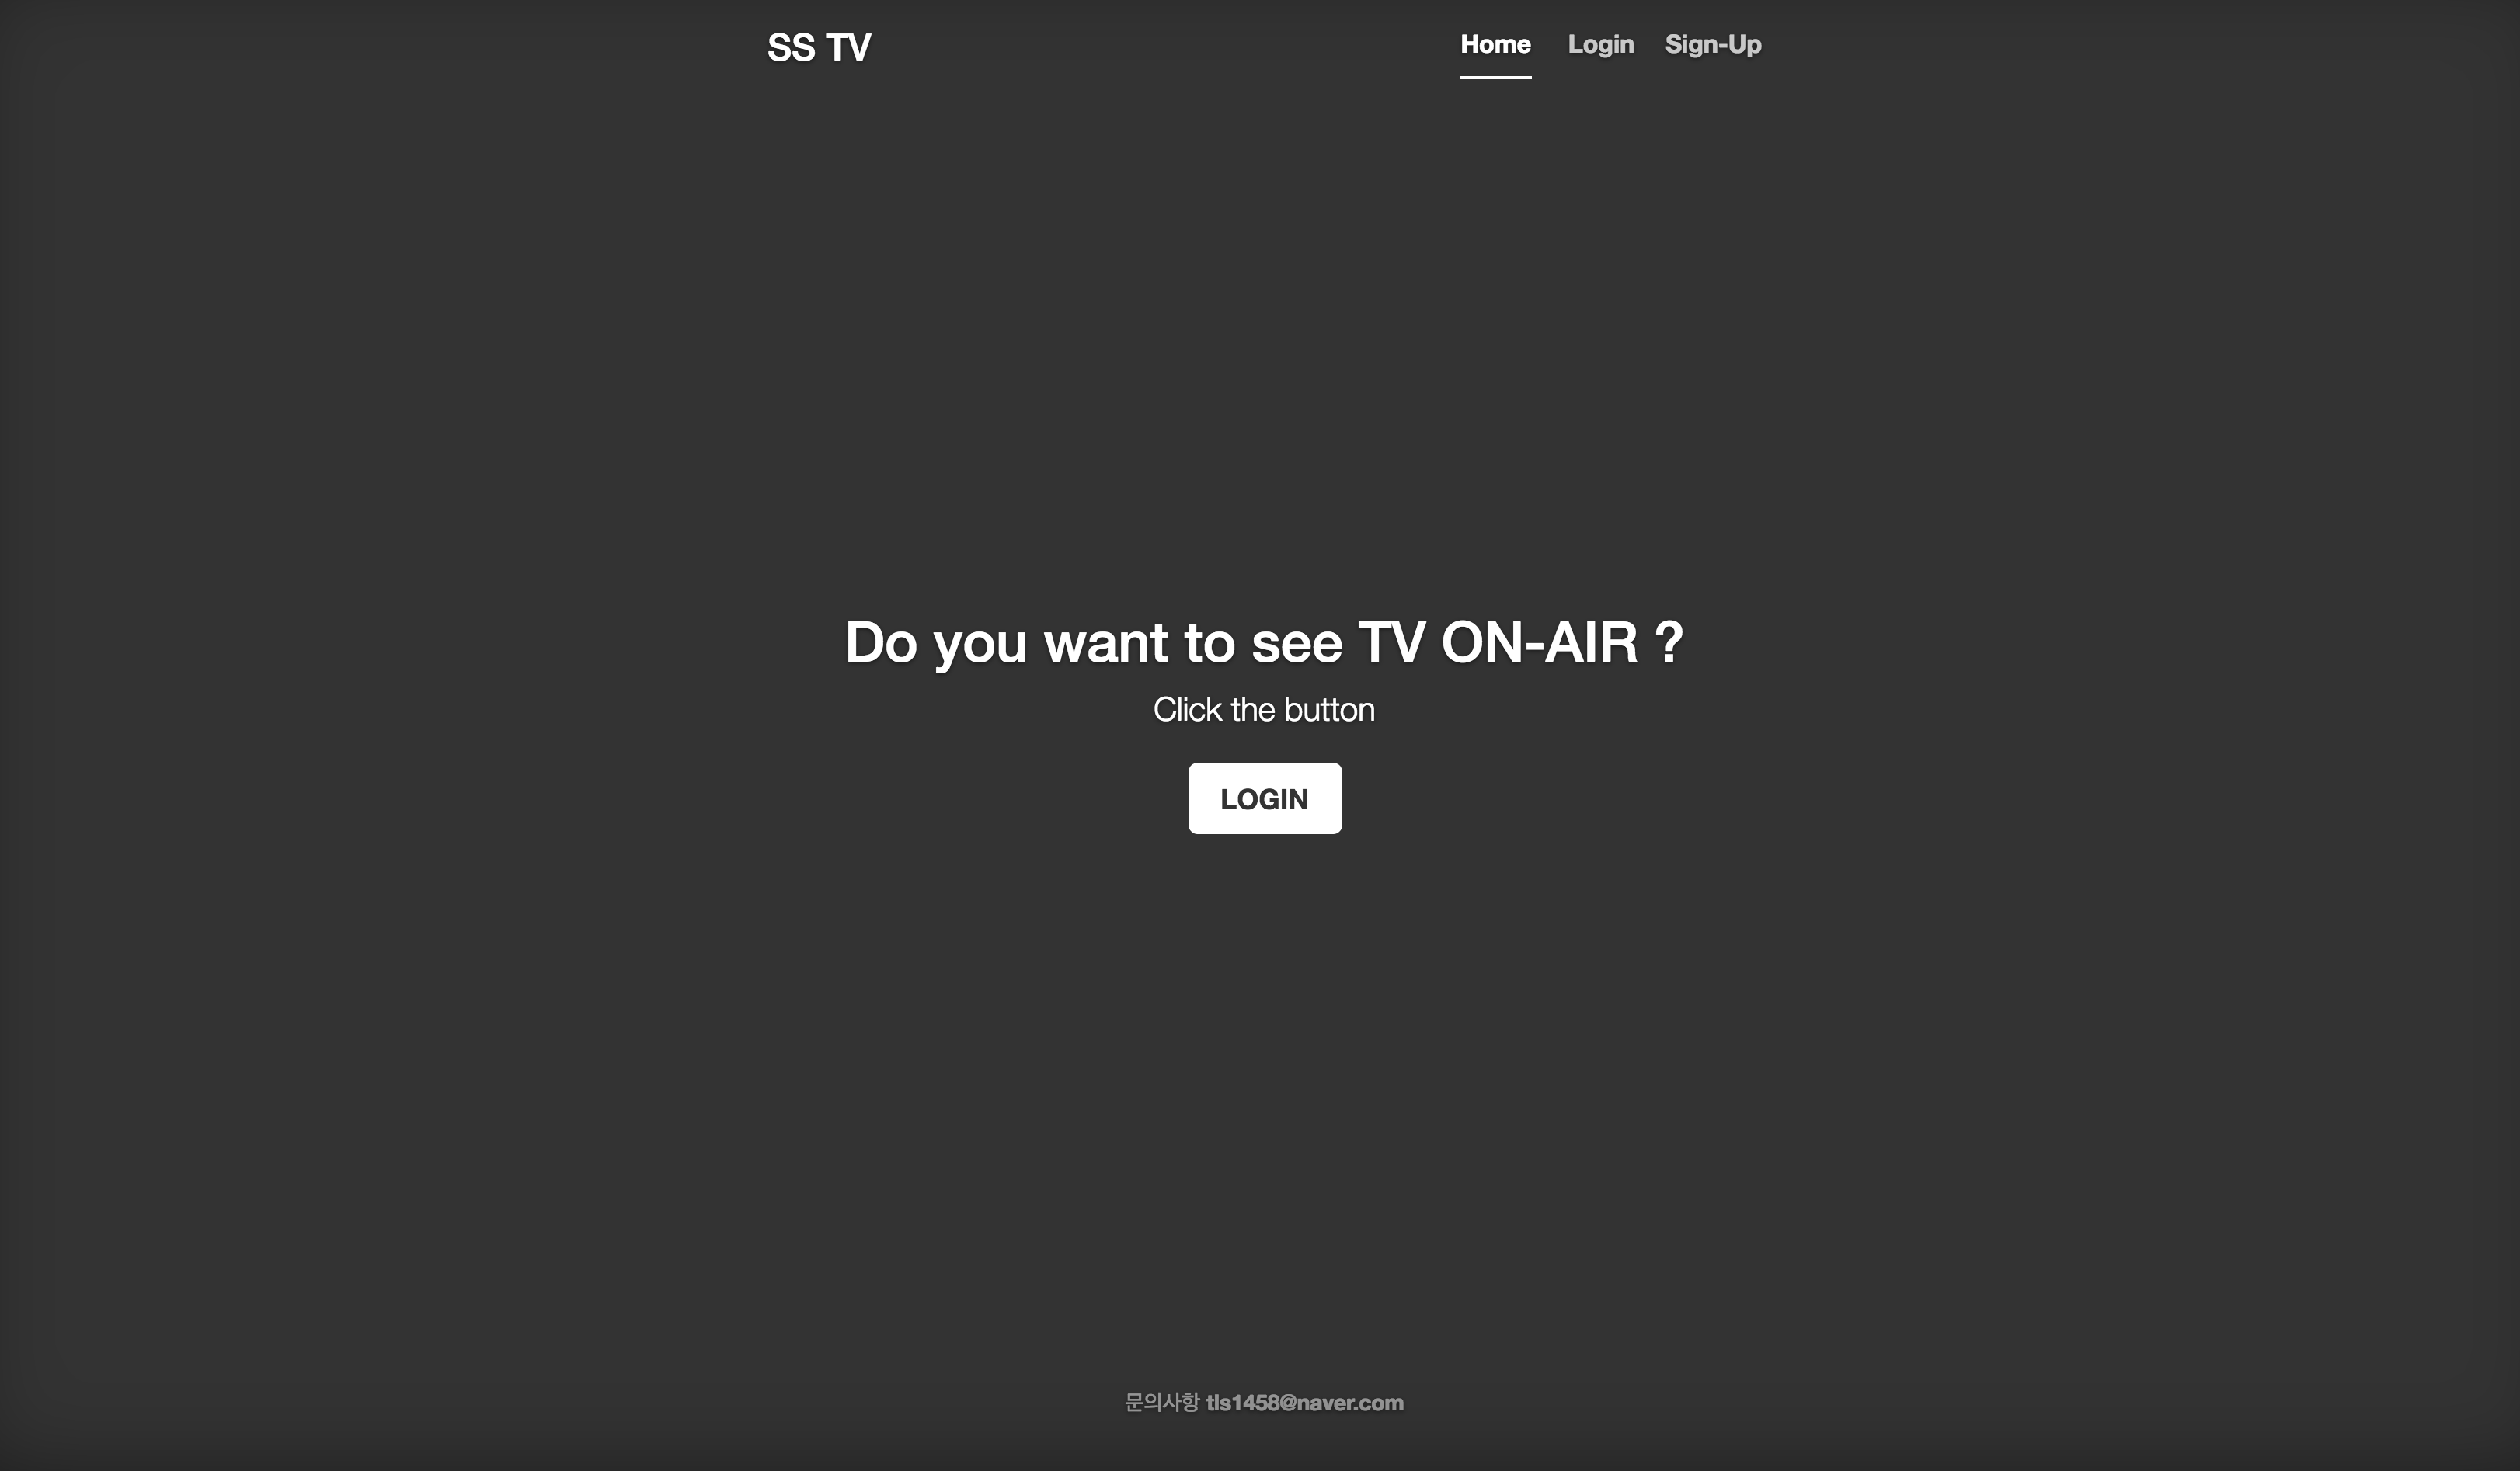 SS TV
Home Login Sign-Up
Do you want to see TV ON-AIR ?
Click the button
LOGIN
문의사항 tls1458@naver.com